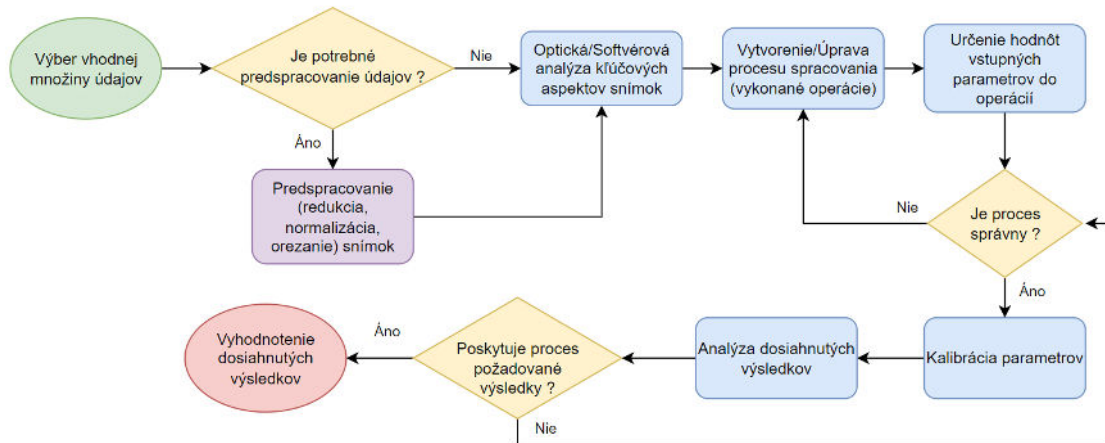 Výber vhodnej
množiny údajov
Je potrebné
predspracovanie údajov ?
Nie
Optická/Softvérová
analýza kľúčových
aspektov snímok
Vytvorenie/Úprava
procesu spracovania
(vykonané operácie)
Určenie hodnôt
vstupných
parametrov do
operácií
Áno
Predspracovanie
(redukcia,
normalizácia,
orezanie) snímok
Nie
Je proces
správny ?
Áno
Vyhodnotenie
dosiahnutých
výsledkov
Áno
Poskytuje proces
požadované
výsledky ?
Analýza dosiahnutých
výsledkov
Kalibrácia parametrov
Nie